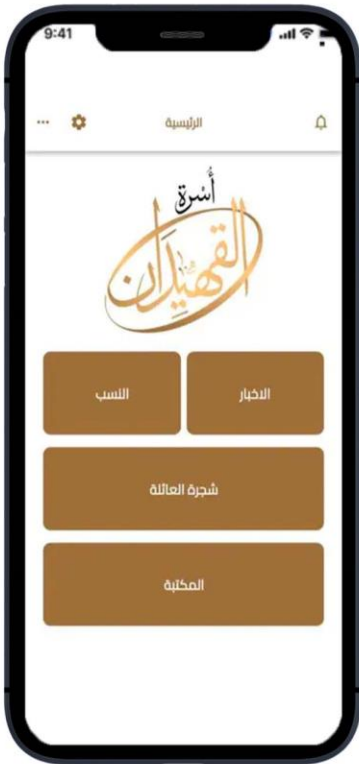 9:41
الرئيسية
أسرة
القهيدان
الاخبار
النسب
شجرة العائلة
المكتبة